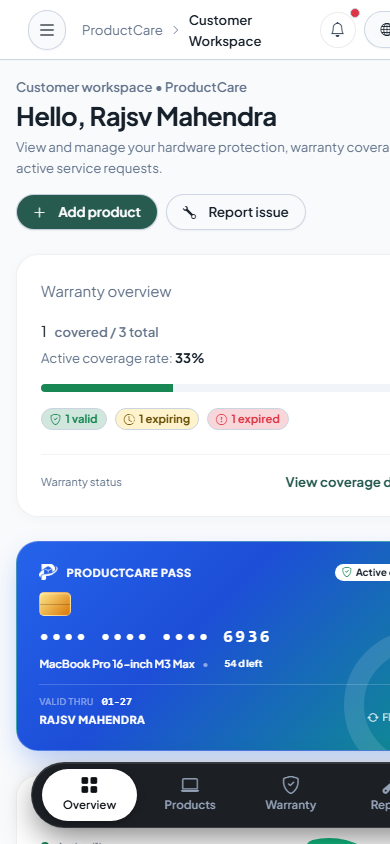 ProductCare > Customer
Workspace
Customer workspace • ProductCare
Hello, Rajsv Mahendra
View and manage your hardware protection, warranty covera
active service requests.
+ Add product
Report issue
Warranty overview
1 covered / 3 total
Active coverage rate: 33%
1 valid
1 expiring
1 expired
Warranty status
View coverage d
PRODUCTCARE PASS
Active
•••• •••• •••• 6936
MacBook Pro 16-inch M3 Max • 54 d left
VALID THRU 01-27
RAJSV MAHENDRA
Fl
Overview
Products
Warranty
Rep